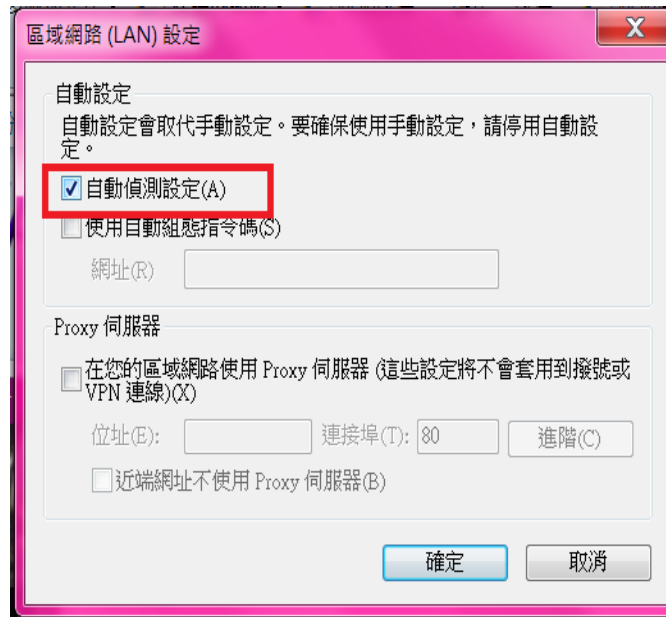 區域網路 (LAN) 設定
自動設定
自動設定會取代手動設定。要確保使用手動設定，請停用自動設
定。
自動偵測設定(A)
使用自動組態指令碼(S)
網址(R)
Proxy 伺服器
在您的區域網路使用 Proxy 伺服器 (這些設定將不會套用到撥號或
VPN 連線)(X)
位址(E): 連接埠(T): 80 進階(C)
近端網址不使用 Proxy 伺服器(B)
確定 取消